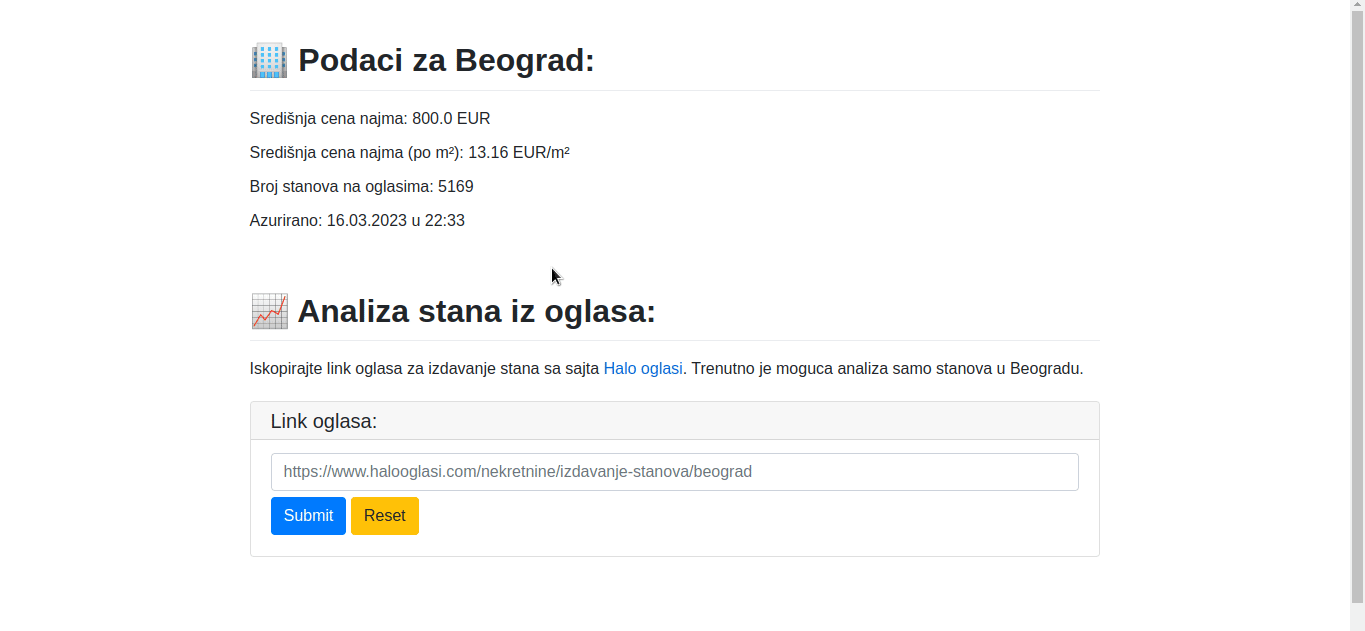 Podaci za Beograd:
Središnja cena najma: 800.0 EUR
Središnja cena najma (po m²): 13.16 EUR/m²
Broj stanova na oglasima: 5169
Azurirano: 16.03.2023 u 22:33
Analiza stana iz oglasa:
Iskopirajte link oglasa za izdavanje stana sa sajta Halo oglasi. Trenutno je moguca analiza samo stanova u Beogradu.
Link oglasa:
https://www.halooglasi.com/nekretnine/izdavanje-stanova/beograd
Submit Reset